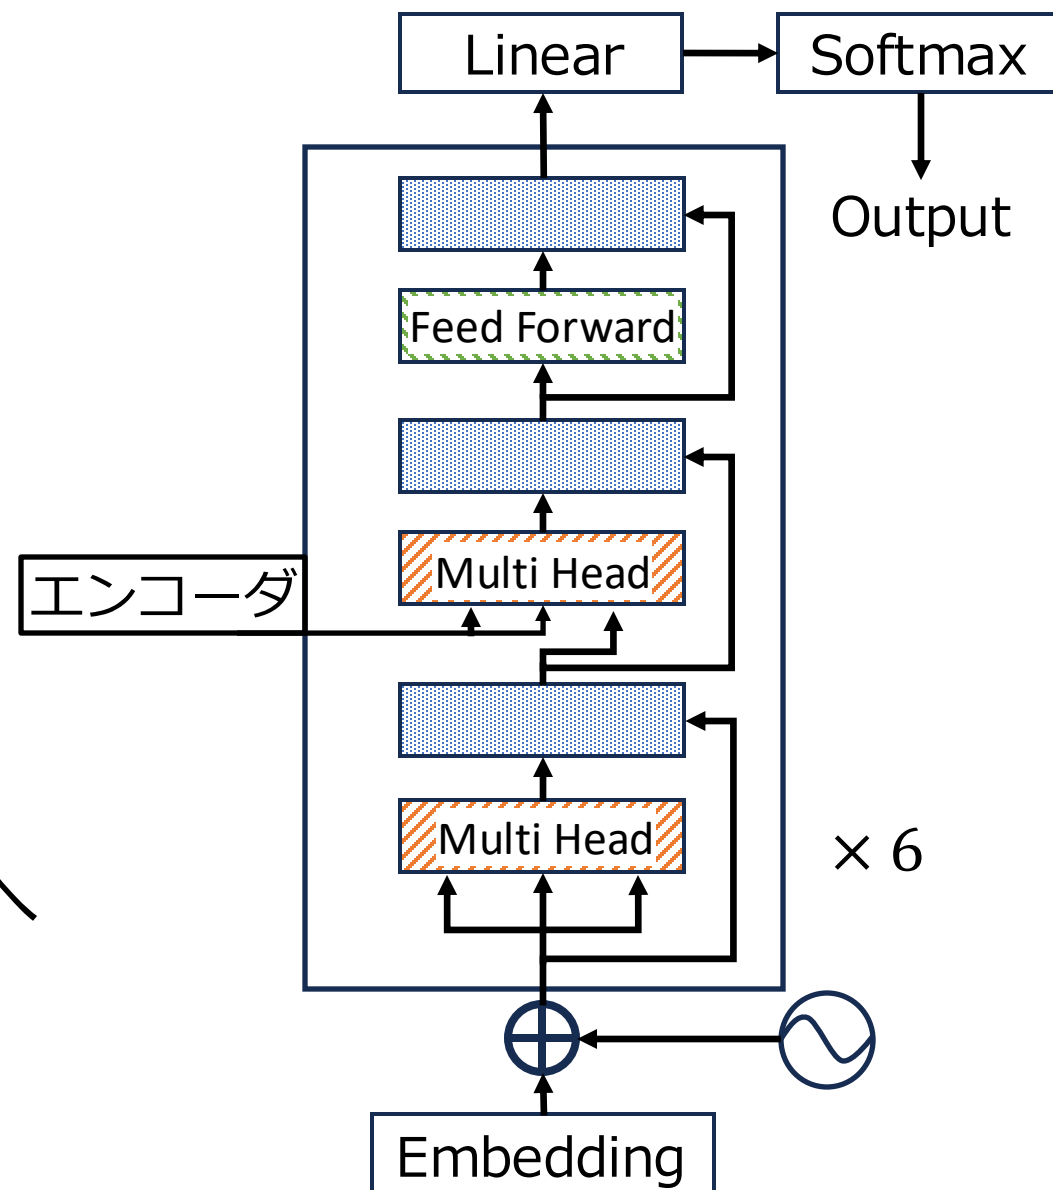 Linear
Softmax
Output
Feed Forward
Multi Head
エンコーダ
Multi Head
× 6
Embedding